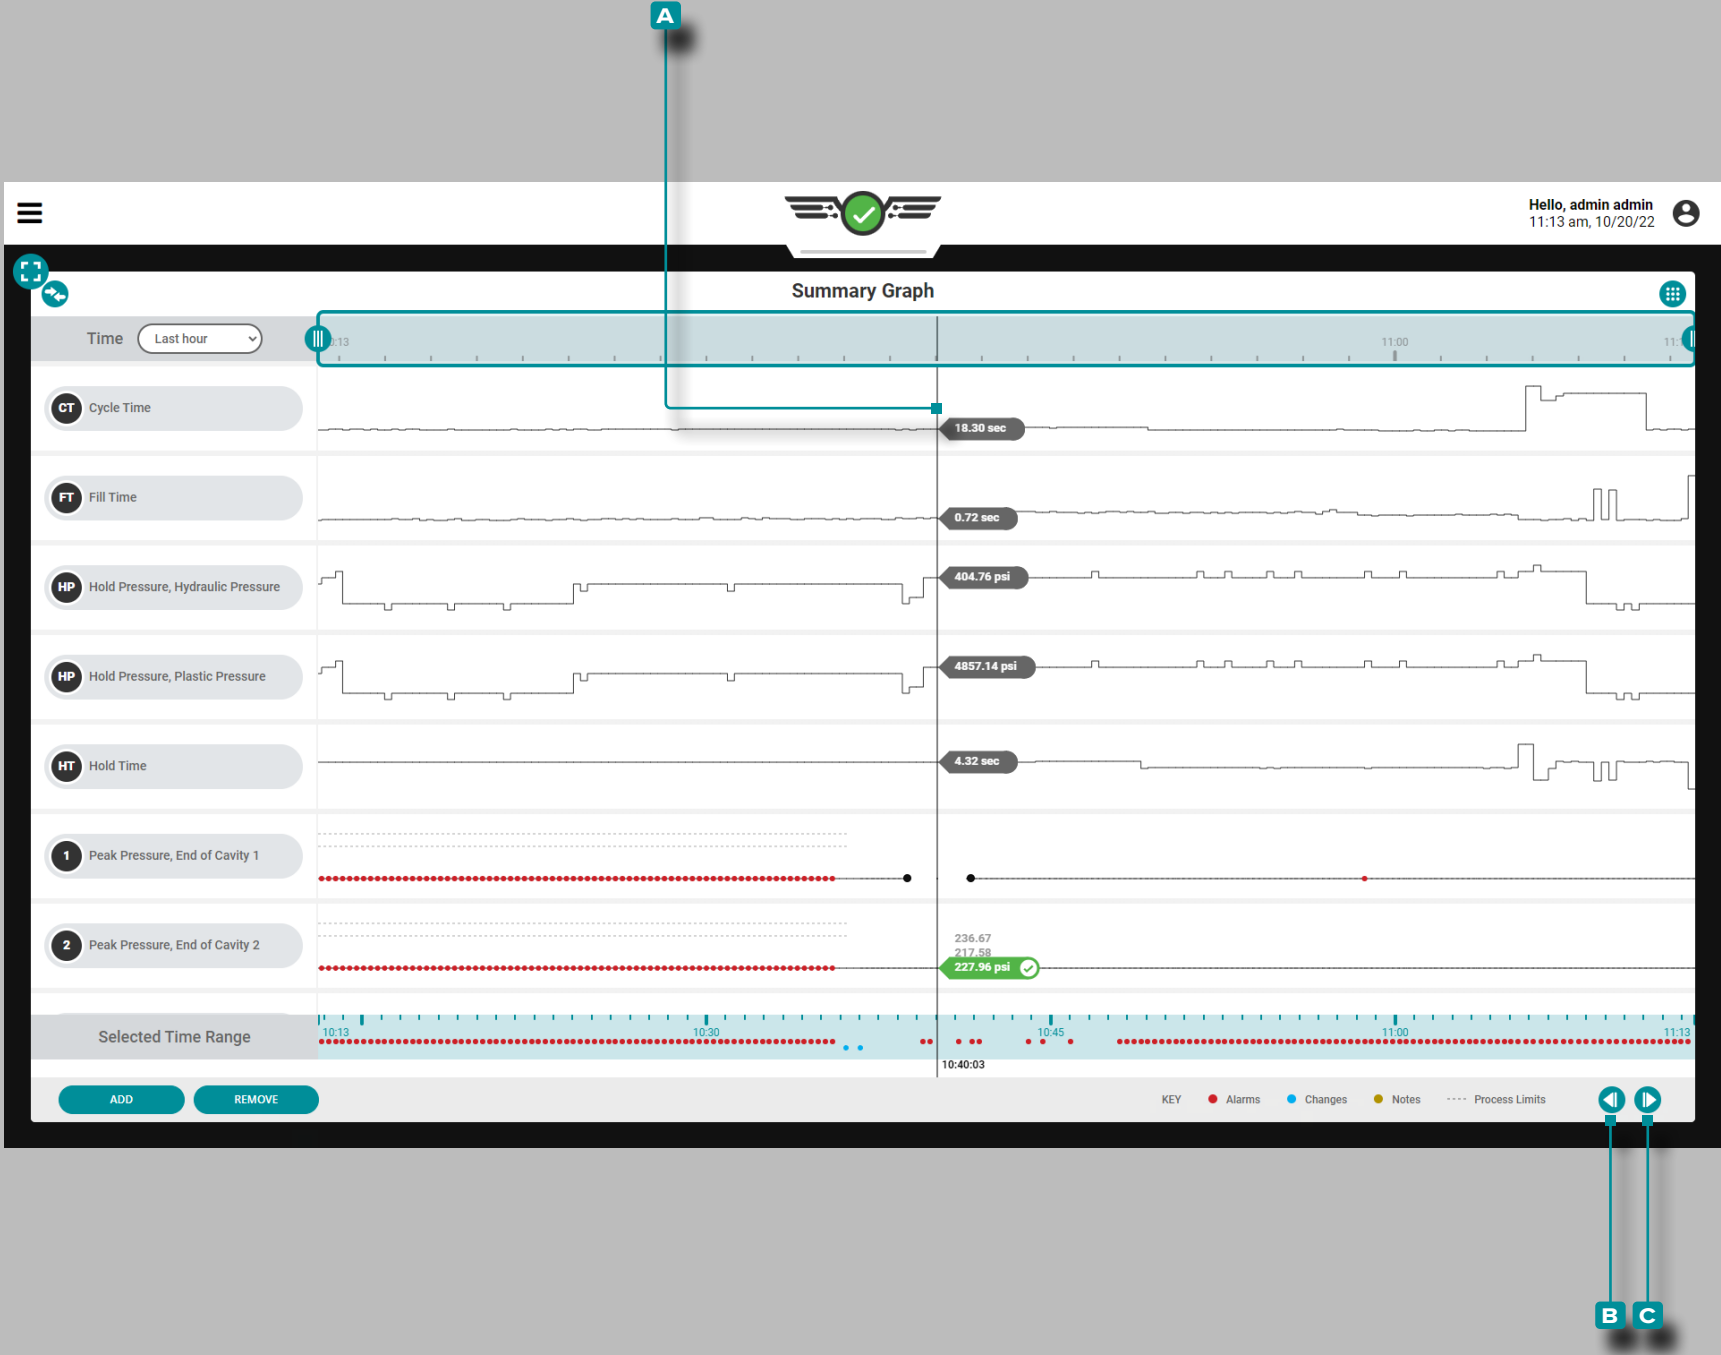 A
Hello, admin admin
11:13 am, 10/20/22
Summary Graph
Time
Last hour
:13
11:00
11:1
CT
Cycle Time
18.30 sec
FT
Fill Time
0.72 sec
HP
Hold Pressure, Hydraulic Pressure
404.76 psi
HP
Hold Pressure, Plastic Pressure
4857.14 psi
HT
Hold Time
4.32 sec
1
Peak Pressure, End of Cavity 1
2
Peak Pressure, End of Cavity 2
236.67
217.58
227.96 psi
Selected Time Range
10:13
10:30
10:45
11:00
11:13
10:40:03
ADD
REMOVE
KEY
Alarms
Changes
Notes
Process Limits
B
C